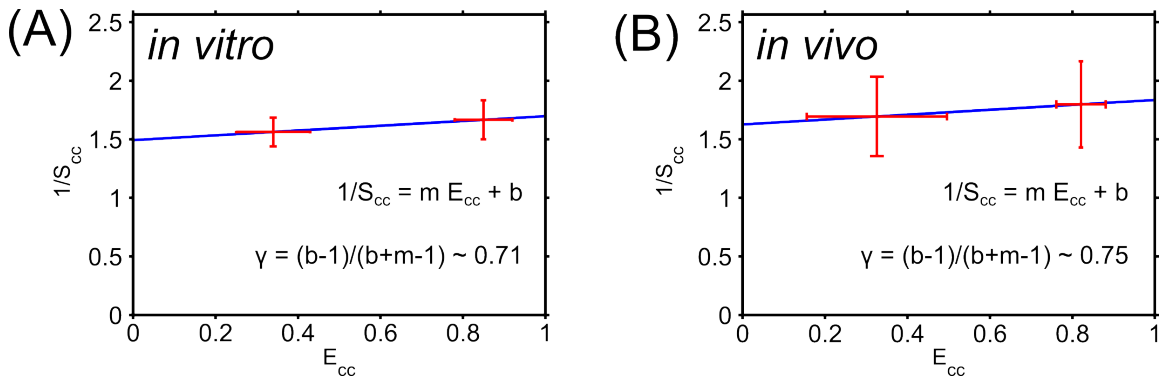 (A)
in vitro
2.5
2
1.5
1
0.5
0
0
0.2
0.4
0.6
0.8
1
1/S_cc
E_cc
1/S_cc = m E_cc + b
γ = (b-1)/(b+m-1) ~ 0.71
(B)
in vivo
2.5
2
1.5
1
0.5
0
0
0.2
0.4
0.6
0.8
1
1/S_cc
E_cc
1/S_cc = m E_cc + b
γ = (b-1)/(b+m-1) ~ 0.75